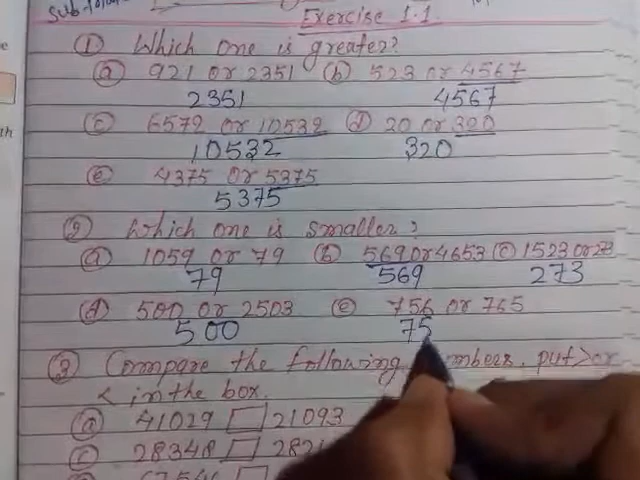 Exercise 1.1
① Which one is greater?
ⓐ 921 or 2351 ⓑ 523 or 4567
2351 4567
ⓒ 6579 or 10532 ⓓ 20 or 320
10532 320
ⓔ 4375 or 5375
5375
② Which one is smaller?
ⓐ 1059 or 79 ⓑ 569 or 4653 ⓒ 1523 or
79 569 273
ⓓ 500 or 2503 ⓔ 756 or 765
500 75
③ Compare the following put > or
< in the box.
ⓐ 41029 □ 21093
ⓒ 28348 □